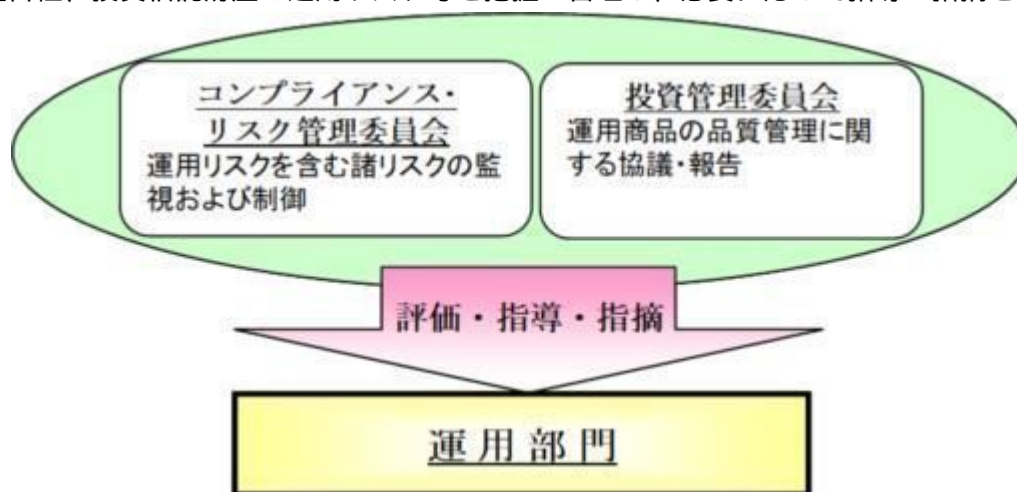 コンプライアンス・
リスク管理委員会
運用リスクを含む諸リスクの監
視および制御
投資管理委員会
運用商品の品質管理に関
する協議・報告
評価・指導・指摘
運用部門